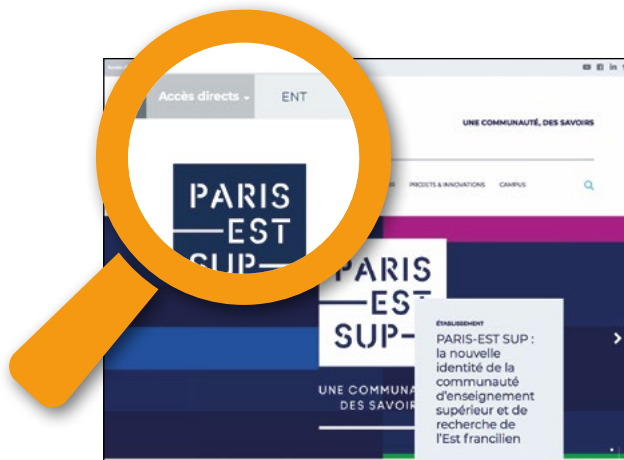 Accès directs
ENT
in
UNE COMMUNAUTÉ, DES SAVOIRS
PROJETS & INNOVATIONS
CAMPUS
PARIS
EST
SUP
PARIS
EST
SUP
UNE COMMUNA
DES SAVOIR
ÉTABLISSEMENT
PARIS-EST SUP :
la nouvelle
identité de la
communauté
d'enseignement
supérieur et de
recherche de
l'Est francilien